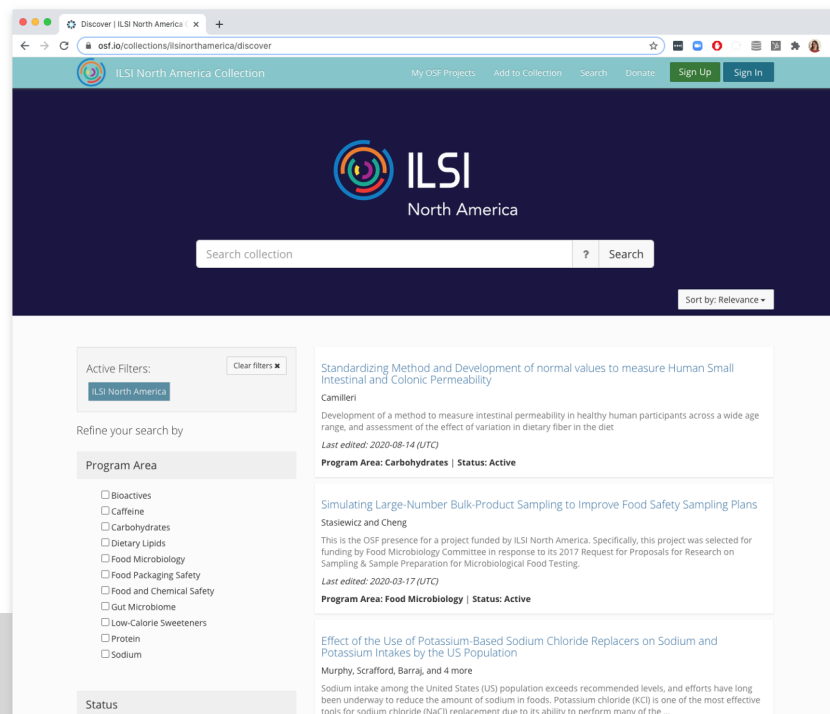 Discover | ILSI North America C
osf.io/collections/ilsinorthamerica/discover
ILSI North America Collection
My OSF Projects
Add to Collection
Search
Donate
Sign Up
Sign In
ILSI
North America
Search collection
?
Search
Sort by: Relevance
Active Filters:
Clear filters
ILSI North America
Refine your search by
Program Area
Bioactives
Caffeine
Carbohydrates
Dietary Lipids
Food Microbiology
Food Packaging Safety
Food and Chemical Safety
Gut Microbiome
Low-Calorie Sweeteners
Protein
Sodium
Status
Standardizing Method and Development of normal values to measure Human Small
Intestinal and Colonic Permeability
Camilleri
Development of a method to measure intestinal permeability in healthy human participants across a wide age
range, and assessment of the effect of variation in dietary fiber in the diet
Last edited: 2020-08-14 (UTC)
Program Area: Carbohydrates | Status: Active
Simulating Large-Number Bulk-Product Sampling to Improve Food Safety Sampling Plans
Stasiewicz and Cheng
This is the OSF presence for a project funded by ILSI North America. Specifically, this project was selected for
funding by Food Microbiology Committee in response to its 2017 Request for Proposals for Research on
Sampling & Sample Preparation for Microbiological Food Testing.
Last edited: 2020-03-17 (UTC)
Program Area: Food Microbiology | Status: Active
Effect of the Use of Potassium-Based Sodium Chloride Replacers on Sodium and
Potassium Intakes by the US Population
Murphy, Scrafford, Barraj, and 4 more
Sodium intake among the United States (US) population exceeds recommended levels, and efforts have long
been underway to reduce the amount of sodium in foods. Potassium chloride (KCl) is one of the most effective
tools for sodium chloride (NaCl) replacement due to its ability to perform many of the ...